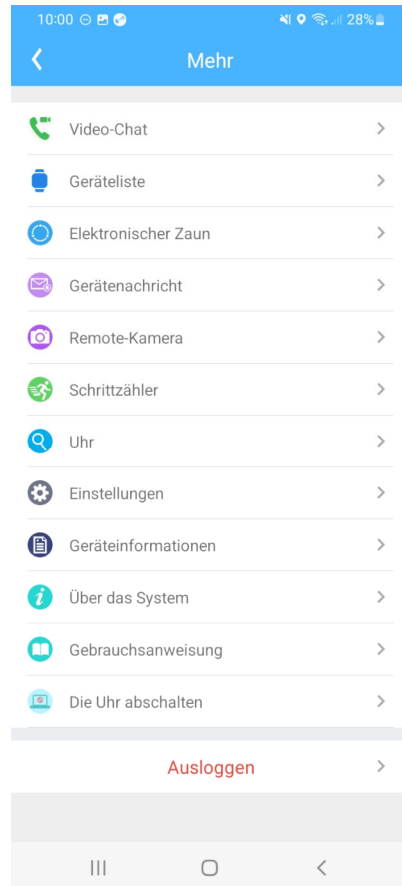 10:00 28%
Mehr
Video-Chat
Geräteliste
Elektronischer Zaun
Gerätenachricht
Remote-Kamera
Schrittzähler
Uhr
Einstellungen
Geräteinformationen
Über das System
Gebrauchsanweisung
Die Uhr abschalten
Ausloggen